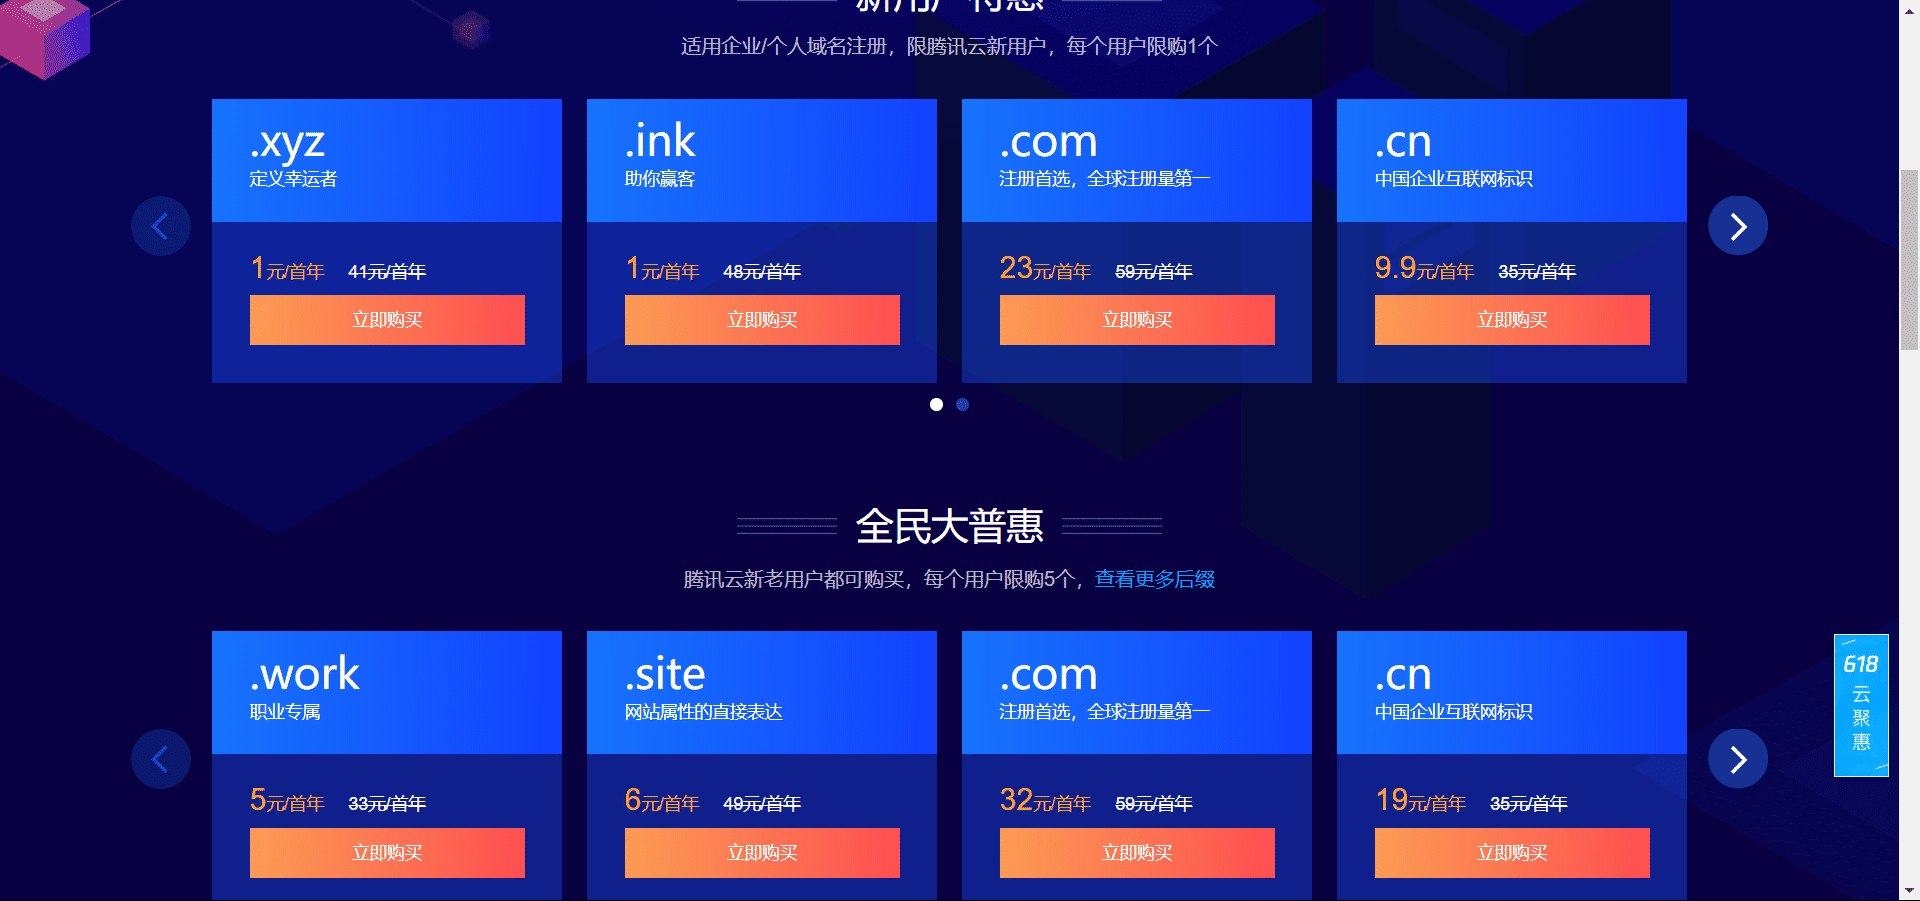 新用户特惠
适用企业/个人域名注册，限腾讯云新用户，每个用户限购1个
.xyz
定义幸运者
1元/首年 41元/首年
立即购买
.ink
助你赢客
1元/首年 48元/首年
立即购买
.com
注册首选，全球注册量第一
23元/首年 59元/首年
立即购买
.cn
中国企业互联网标识
9.9元/首年 35元/首年
立即购买
全民大普惠
腾讯云新老用户都可购买，每个用户限购5个，查看更多后缀
.work
职业专属
5元/首年 33元/首年
立即购买
.site
网站属性的直接表达
6元/首年 49元/首年
立即购买
.com
注册首选，全球注册量第一
32元/首年 59元/首年
立即购买
.cn
中国企业互联网标识
19元/首年 35元/首年
立即购买
618
云
聚
惠